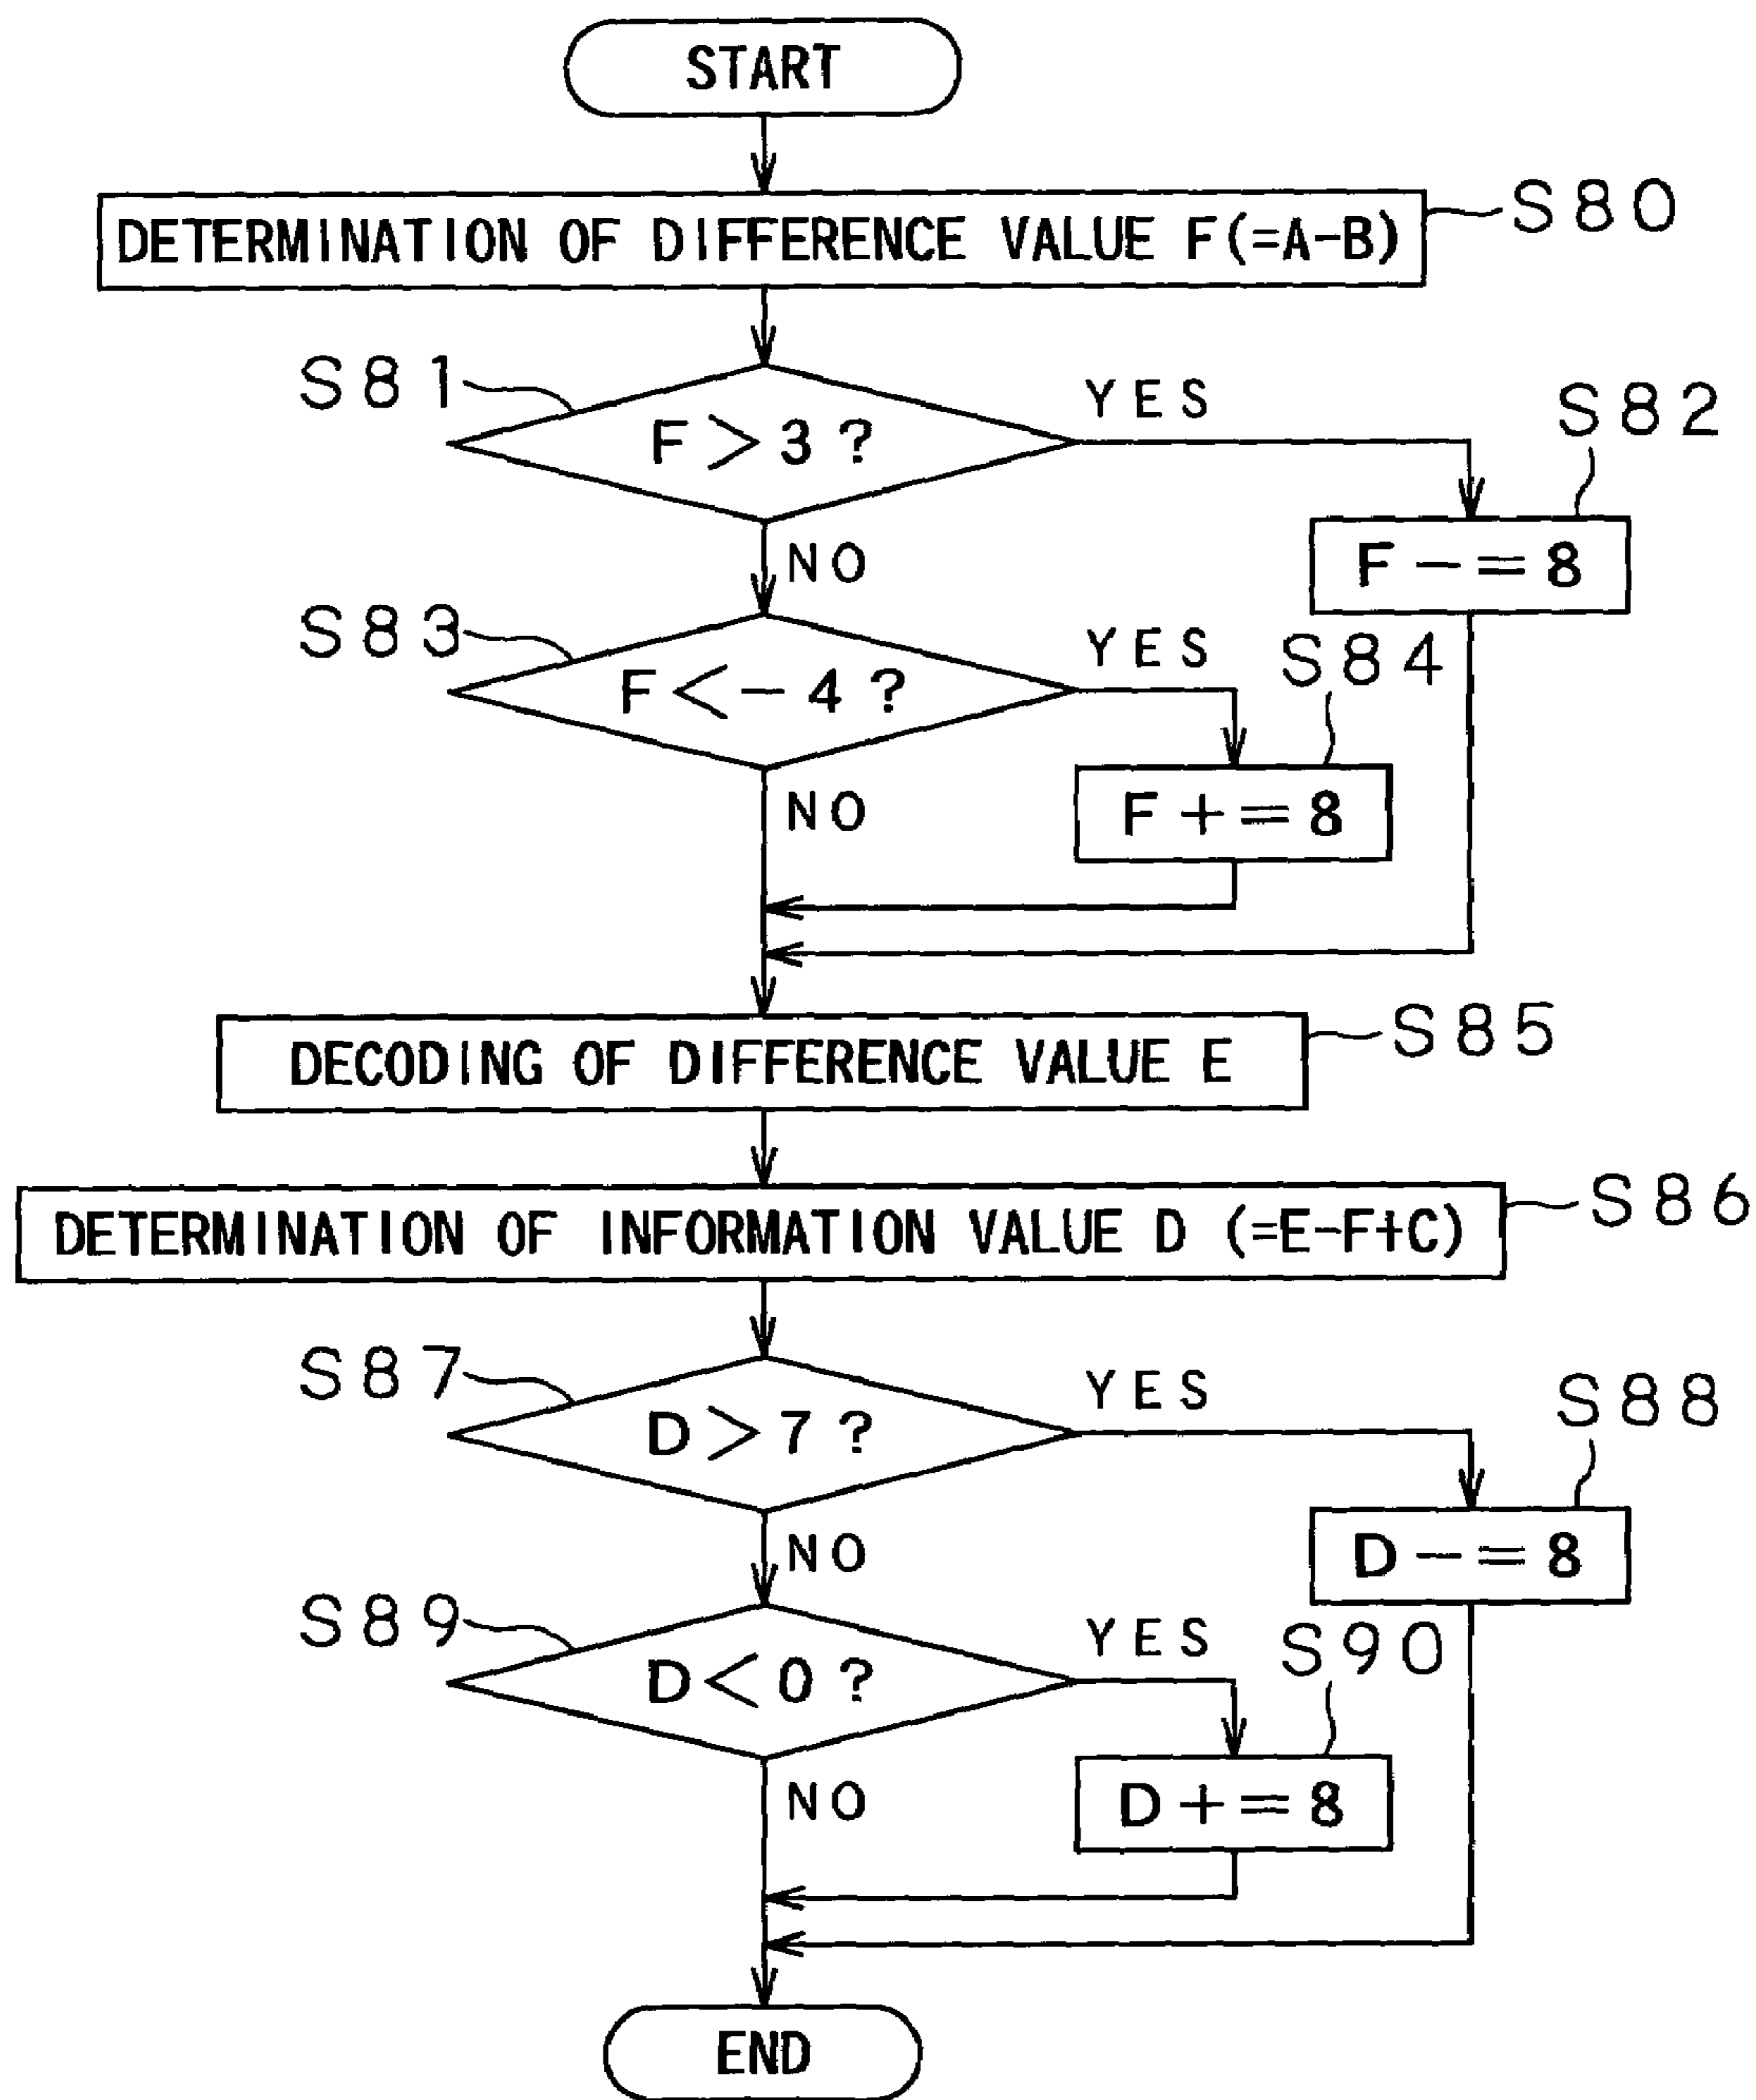 START
DETERMINATION OF DIFFERENCE VALUE F(=A-B)
S80
S81
F>3?
YES
S82
F-=8
NO
S83
F<-4?
YES
S84
F+=8
NO
DECODING OF DIFFERENCE VALUE E
S85
DETERMINATION OF INFORMATION VALUE D (=E-F+C)
S86
S87
D>7?
YES
S88
D-=8
NO
S89
D<0?
YES
S90
D+=8
NO
END